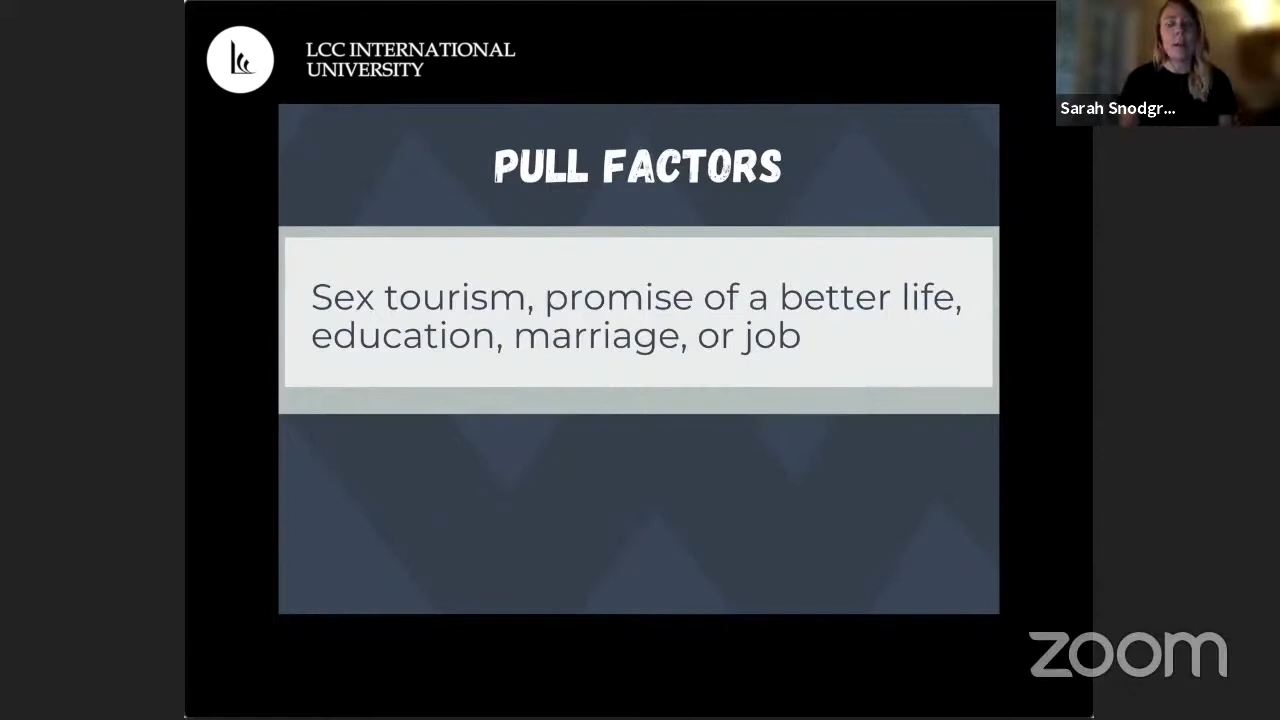 LCC INTERNATIONAL
UNIVERSITY
Sarah Snodgr...
PULL FACTORS
Sex tourism, promise of a better life,
education, marriage, or job
zoom